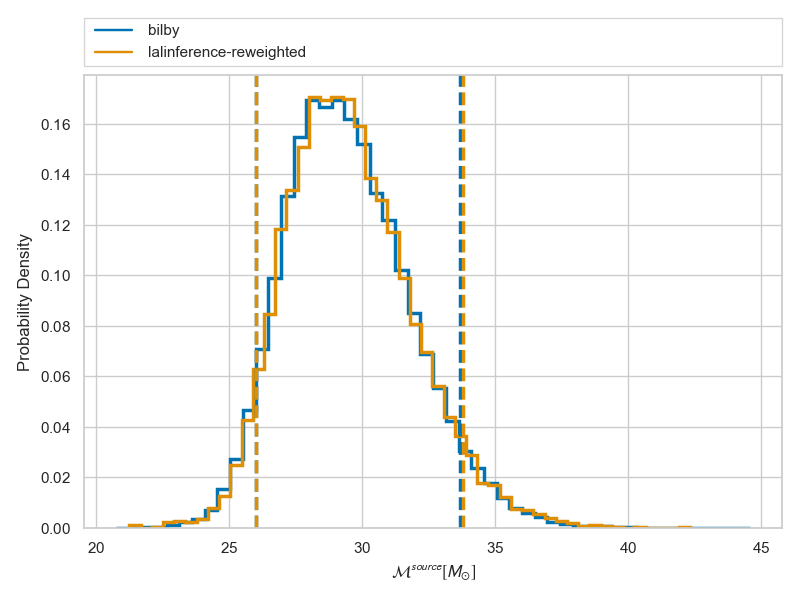 bilby
lalinference-reweighted
0.16
0.14
0.12
0.10
0.08
0.06
0.04
0.02
0.00
Probability Density
20 25 30 35 40 45
ℳ^source [M_⊙]